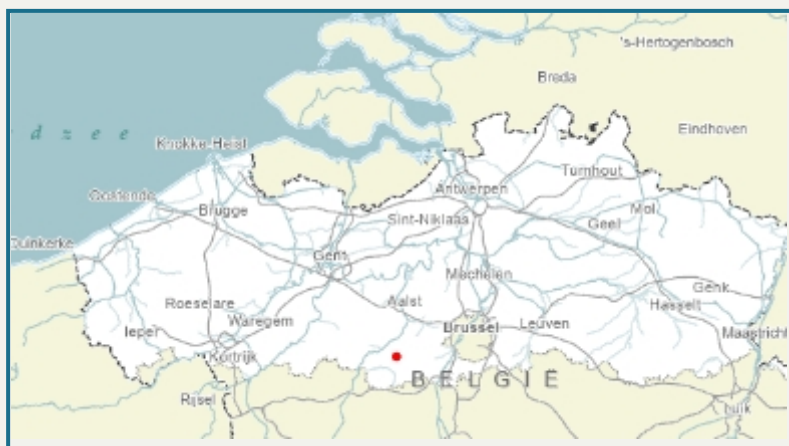 's-Hertogenbosch
Breda
Eindhoven
d z e e
Knokke-Heist
Turnhout
Antwerpen
Oostende
Brugge
Mol
Sint-Niklaas
Geel
Duinkerke
Gent
Mechelen
Genk
Roeselare
Aalst
Hasselt
Waregem
Brussel
Leuven
Ieper
Maastricht
Kortrijk
BELGIË
Rijsel
Luik